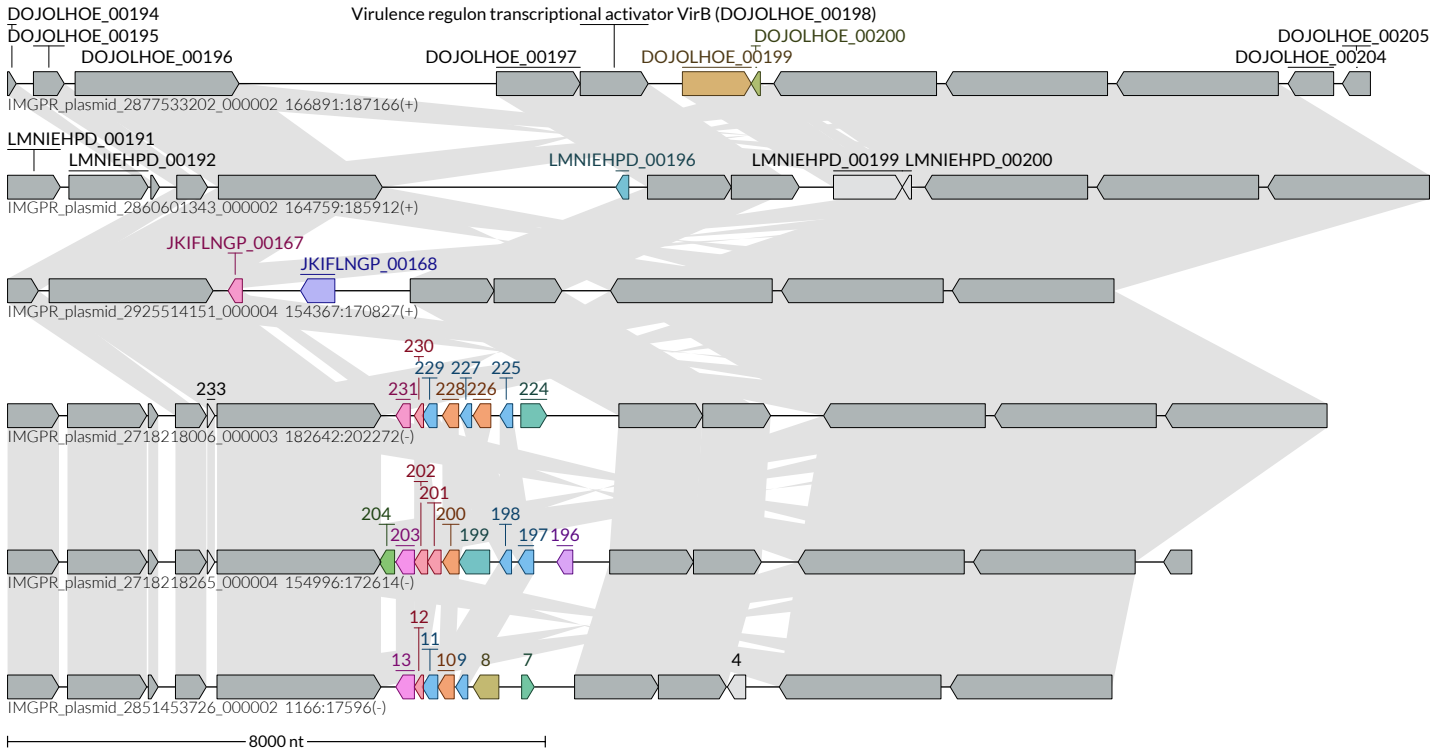 DOJOLHOE_00194
Virulence regulon transcriptional activator VirB (DOJOLHOE_00198)
DOJOLHOE_00195
DOJOLHOE_00200
DOJOLHOE_00205
DOJOLHOE_00196
DOJOLHOE_00197
DOJOLHOE_00199
DOJOLHOE_00204
IMGPR_plasmid_2877533202_000002 166891:187166(+)
LMNIEHPD_00191
LMNIEHPD_00192
LMNIEHPD_00196
LMNIEHPD_00199
LMNIEHPD_00200
IMGPR_plasmid_2860601343_000002 164759:185912(+)
JKIFLNGP_00167
JKIFLNGP_00168
IMGPR_plasmid_2925514151_000004 154367:170827(+)
230
229
227
225
233
231
228
226
224
IMGPR_plasmid_2718218006_000003 182642:202272(-)
202
201
204
200
198
203
199
197
196
IMGPR_plasmid_2718218265_000004 154996:172614(-)
12
11
13
10
9
8
7
4
IMGPR_plasmid_2851453726_000002 1166:17596(-)
8000 nt